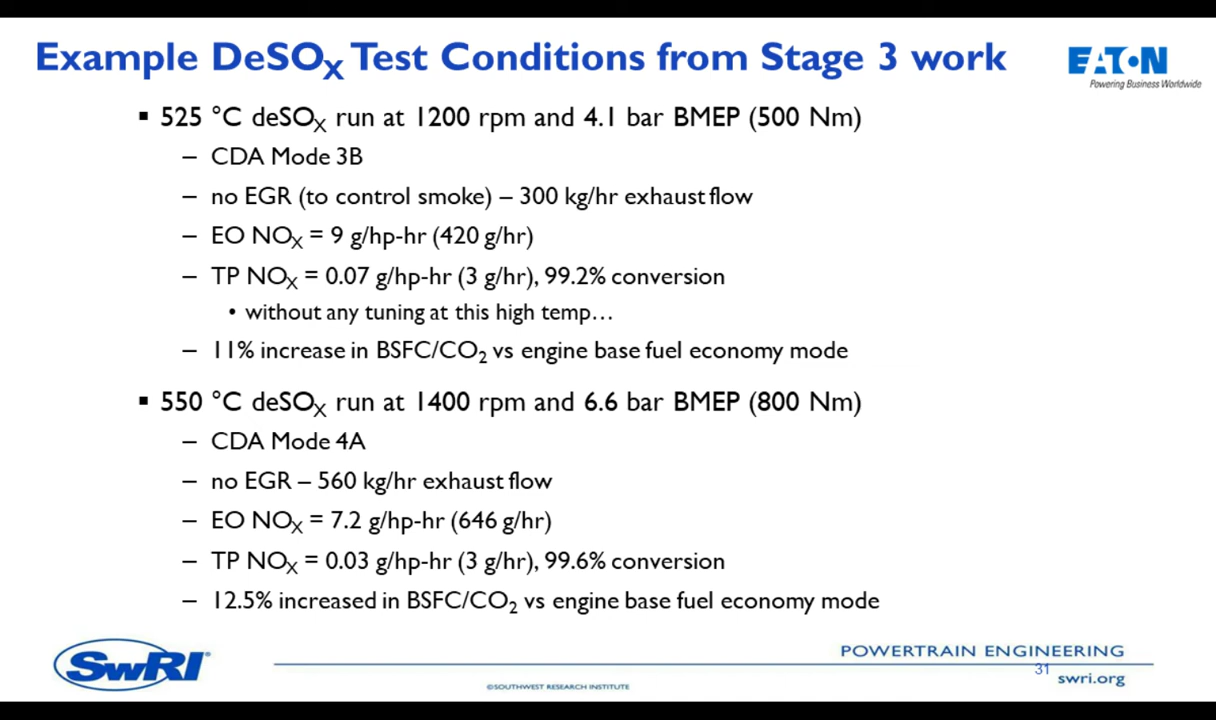 Example DeSOX Test Conditions from Stage 3 work
EATON
Powering Business Worldwide
▪ 525 °C deSOX run at 1200 rpm and 4.1 bar BMEP (500 Nm)
– CDA Mode 3B
– no EGR (to control smoke) – 300 kg/hr exhaust flow
– EO NOX = 9 g/hp-hr (420 g/hr)
– TP NOX = 0.07 g/hp-hr (3 g/hr), 99.2% conversion
• without any tuning at this high temp…
– 11% increase in BSFC/CO2 vs engine base fuel economy mode
▪ 550 °C deSOX run at 1400 rpm and 6.6 bar BMEP (800 Nm)
– CDA Mode 4A
– no EGR – 560 kg/hr exhaust flow
– EO NOX = 7.2 g/hp-hr (646 g/hr)
– TP NOX = 0.03 g/hp-hr (3 g/hr), 99.6% conversion
– 12.5% increased in BSFC/CO2 vs engine base fuel economy mode
SwRI®
©SOUTHWEST RESEARCH INSTITUTE
POWERTRAIN ENGINEERING
31
swri.org